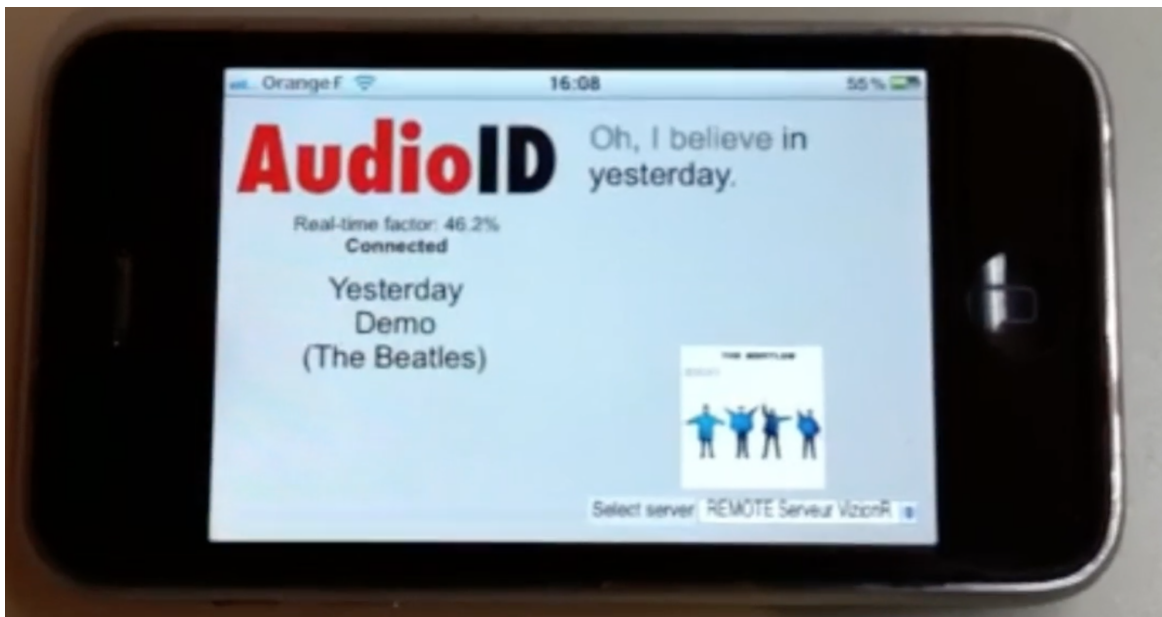 Orange F 16:08 55 %
AudioID
Real-time factor: 46.2%
Connected
Yesterday
Demo
(The Beatles)
Oh, I believe in
yesterday.
THE BEATLES
Select server REMOTE Serveur VizionR